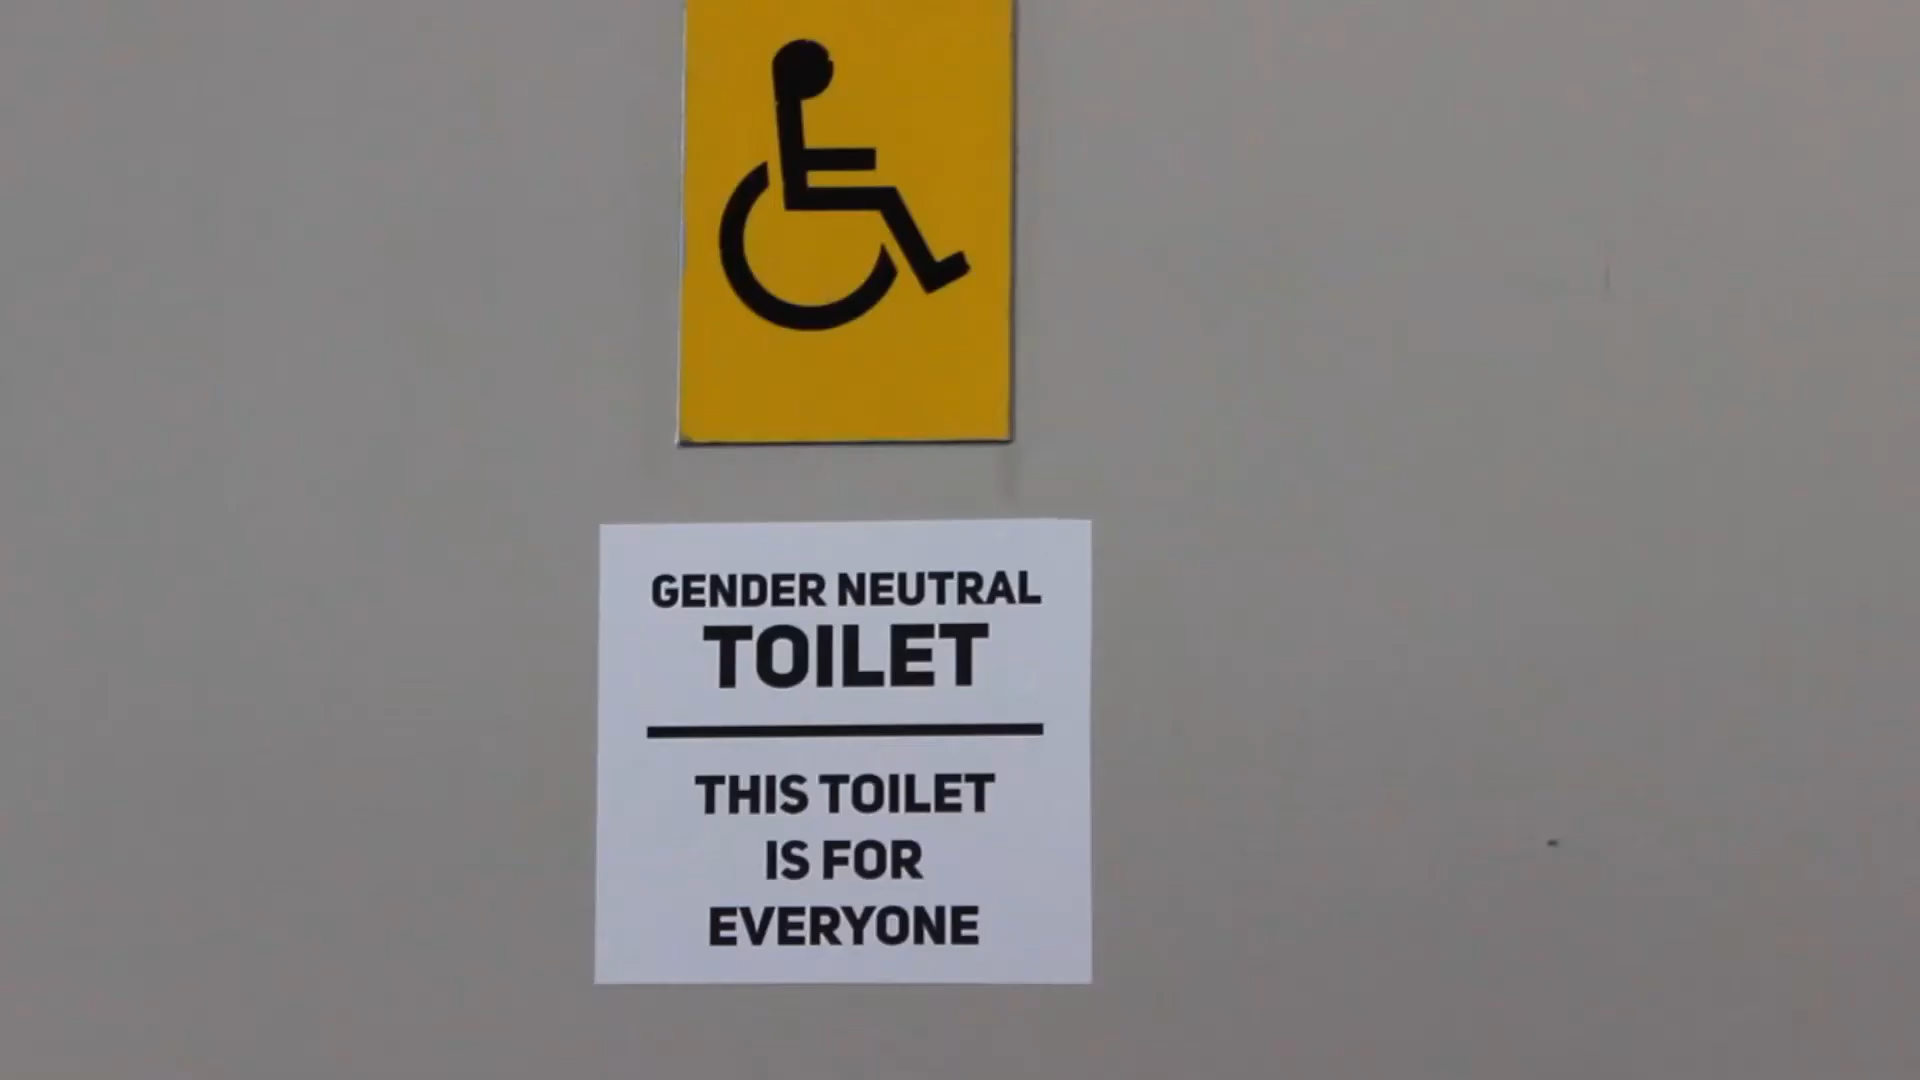 GENDER NEUTRAL
TOILET
THIS TOILET
IS FOR
EVERYONE